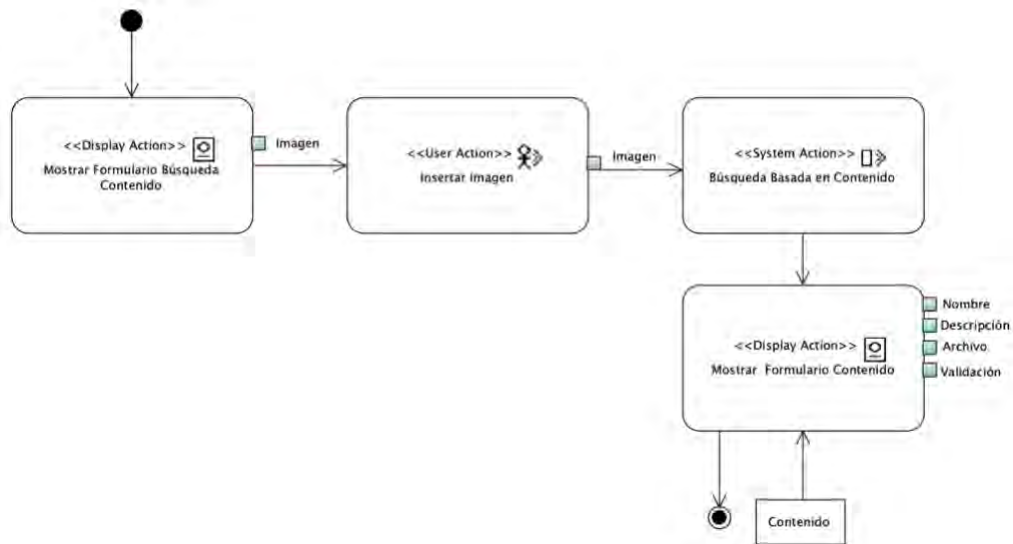 <<Display Action>>
Mostrar Formulario Búsqueda
Contenido
Imagen
<<User Action>>
Insertar Imagen
Imagen
<<System Action>>
Búsqueda Basada en Contenido
<<Display Action>>
Mostrar Formulario Contenido
Nombre
Descripción
Archivo
Validación
Contenido